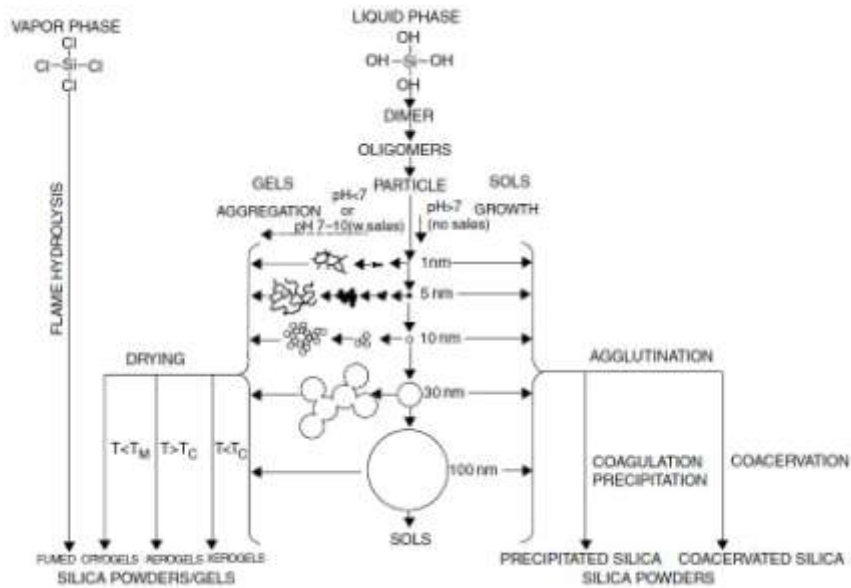 VAPOR PHASE
Cl
Cl-Si-Cl
Cl
LIQUID PHASE
OH
OH-Si-OH
OH
DIMER
OLIGOMERS
GELS
PARTICLE
SOLS
AGGREGATION
pH<7
or
pH 7-10(w sales)
pH>7
(no sales)
GROWTH
FLAME HYDROLYSIS
1nm
5 nm
10 nm
30 nm
100 nm
SOLS
DRYING
T<TM
T>TC
T<TC
AGGLUTINATION
COAGULATION
PRECIPITATION
COACERVATION
FUMED CRYOGELS AEROGELS XEROGELS
SILICA POWDERS/GELS
PRECIPITATED SILICA COACERVATED SILICA
SILICA POWDERS